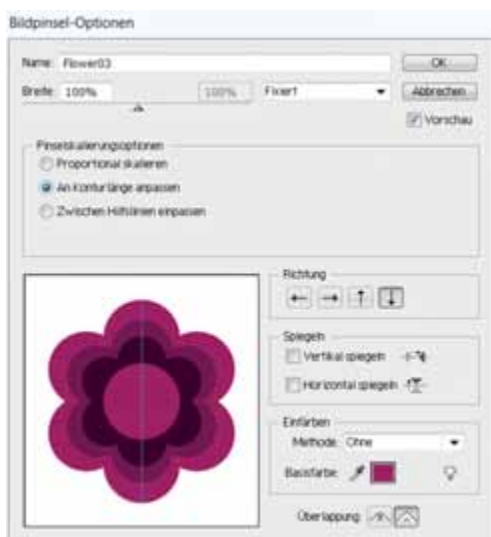 Bildpinsel-Optionen
Name: Flower03
OK
Breite: 100% 100% Fixiert
Abbrechen
Vorschau
Pinselskalierungsoptionen
Proportional skalieren
An Konturlänge anpassen
Zwischen Hilfslinien einpassen
Richtung
Spiegeln
Vertikal spiegeln
Horizontal spiegeln
Einfärben
Methode: Ohne
Basisfarbe:
Überlappung: